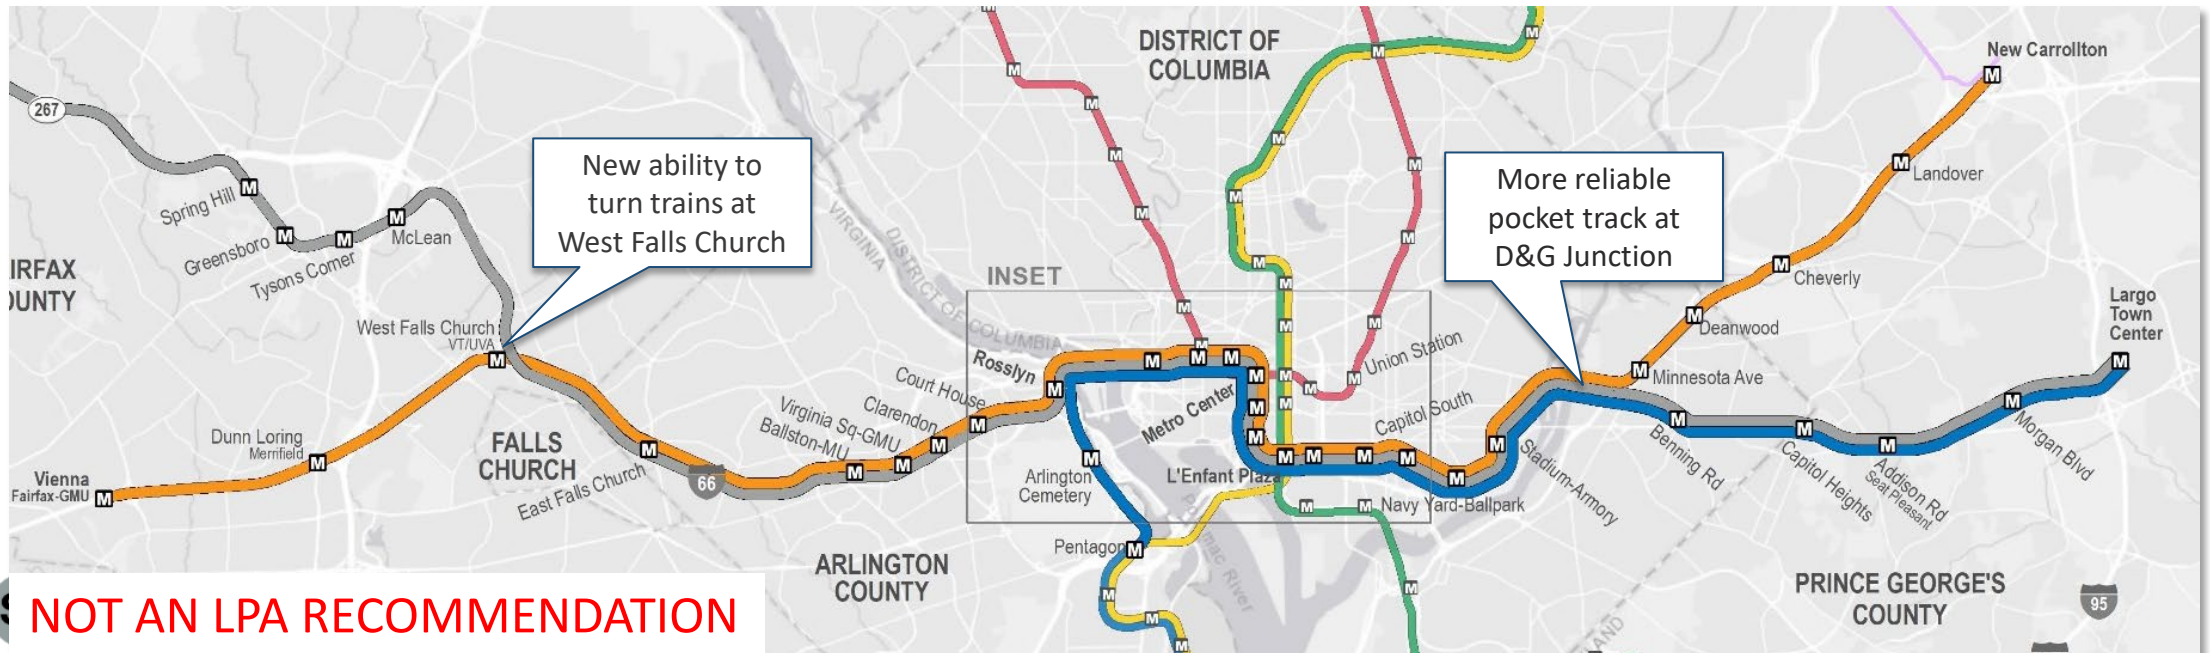 DISTRICT OF
COLUMBIA
New Carrollton
267
New ability to
turn trains at
West Falls Church
More reliable
pocket track at
D&G Junction
Landover
Spring Hill
Greensboro
Tysons Corner
McLean
VIRGINIA
DISTRICT OF COLUMBIA
INSET
Cheverly
IRFAX
OUNTY
Largo
Town
Center
Deanwood
West Falls Church
VT/UVA
Union Station
Rosslyn
Minnesota Ave
Court House
Clarendon
Virginia Sq-GMU
Ballston-MU
Metro Center
Capitol South
Dunn Loring
Merrifield
FALLS
CHURCH
East Falls Church
66
Vienna
Fairfax-GMU
Arlington
Cemetery
L'Enfant Plaza
Navy Yard-Ballpark
Stadium-Armory
Benning Rd
Capitol Heights
Addison Rd
Seat Pleasant
Morgan Blvd
Pentagon
ARLINGTON
COUNTY
PRINCE GEORGE'S
COUNTY
95
NOT AN LPA RECOMMENDATION